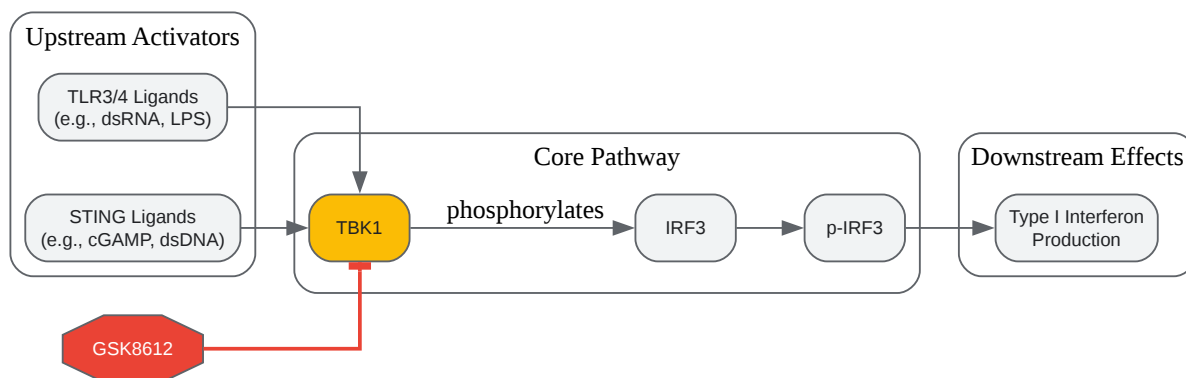 Upstream Activators
TLR3/4 Ligands
(e.g., dsRNA, LPS)
STING Ligands
(e.g., cGAMP, dsDNA)
Core Pathway
TBK1
phosphorylates
IRF3
p-IRF3
Downstream Effects
Type I Interferon
Production
GSK8612